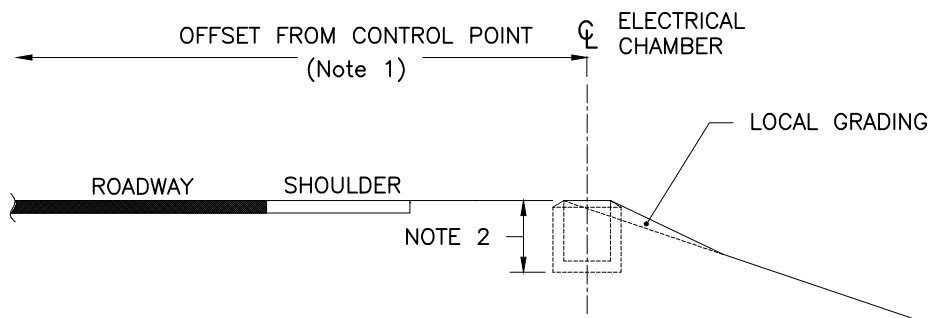 OFFSET FROM CONTROL POINT
(Note 1)
℄ ELECTRICAL
CHAMBER
LOCAL GRADING
ROADWAY
SHOULDER
NOTE 2